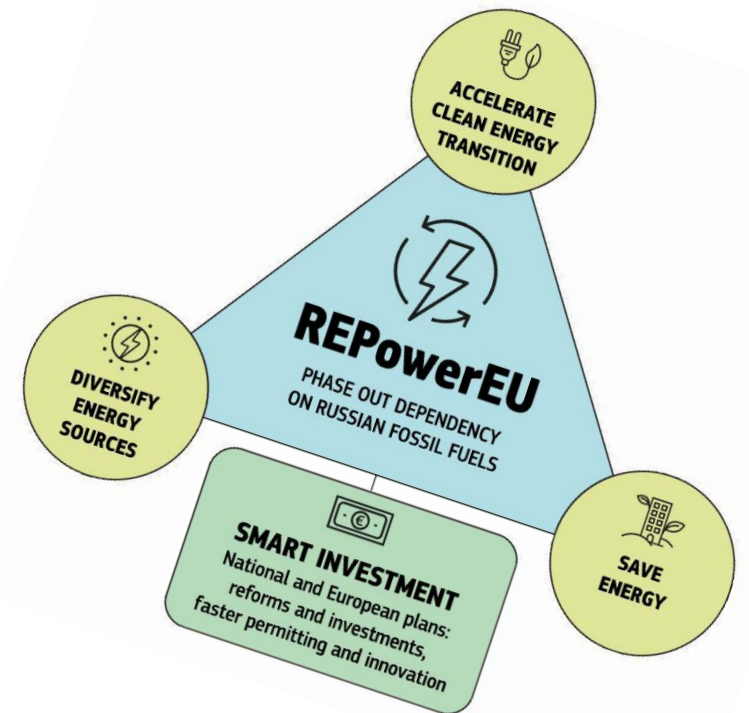 ACCELERATE
CLEAN ENERGY
TRANSITION
REPowerEU
PHASE OUT DEPENDENCY
ON RUSSIAN FOSSIL FUELS
DIVERSIFY
ENERGY
SOURCES
SMART INVESTMENT
National and European plans:
reforms and investments,
faster permitting and innovation
SAVE
ENERGY